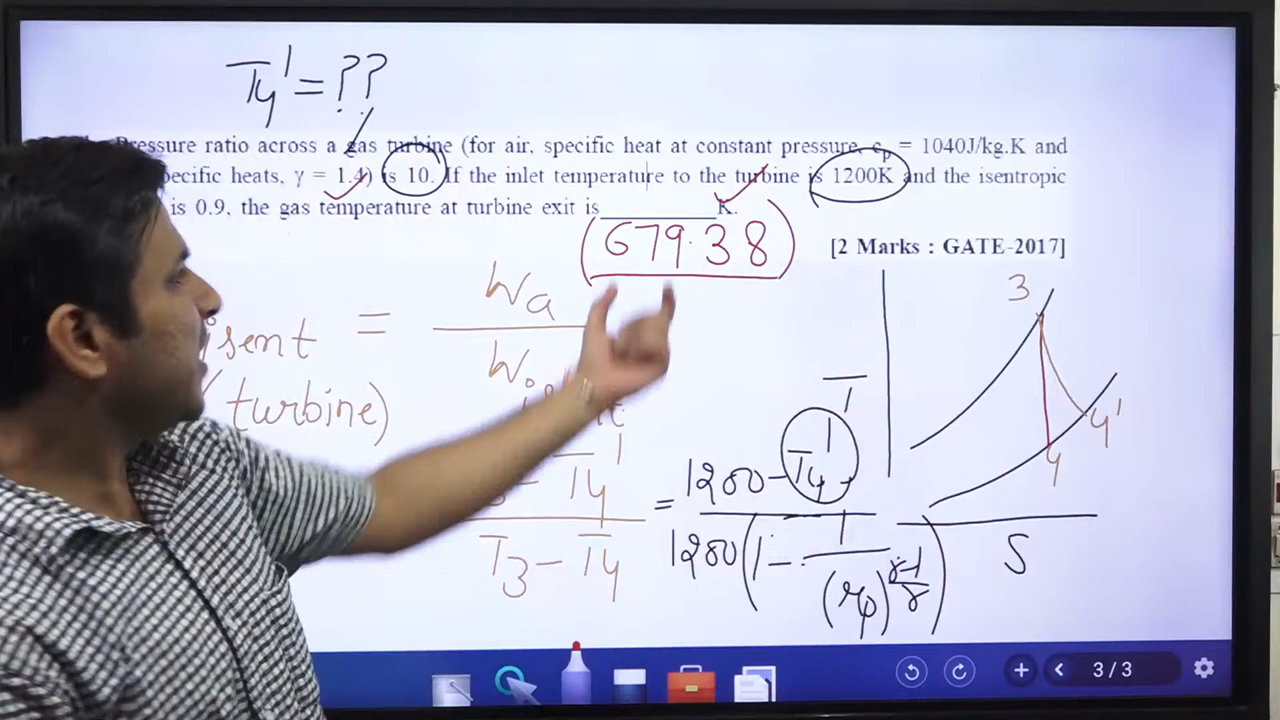 T4' = ??
Pressure ratio across a gas turbine (for air, specific heat at constant pressure, cp = 1040J/kg.K and
pecific heats, γ = 1.4) is 10. If the inlet temperature to the turbine is 1200K and the isentropic
is 0.9, the gas temperature at turbine exit is__________K.
(679.38)
[2 Marks : GATE-2017]
isent = Wa
(turbine)
T4'
T3 - T4
= 1200 - T4'
1200(1 - 1
(rp)^γ-1/γ)
T
3
4'
4
S
3 / 3